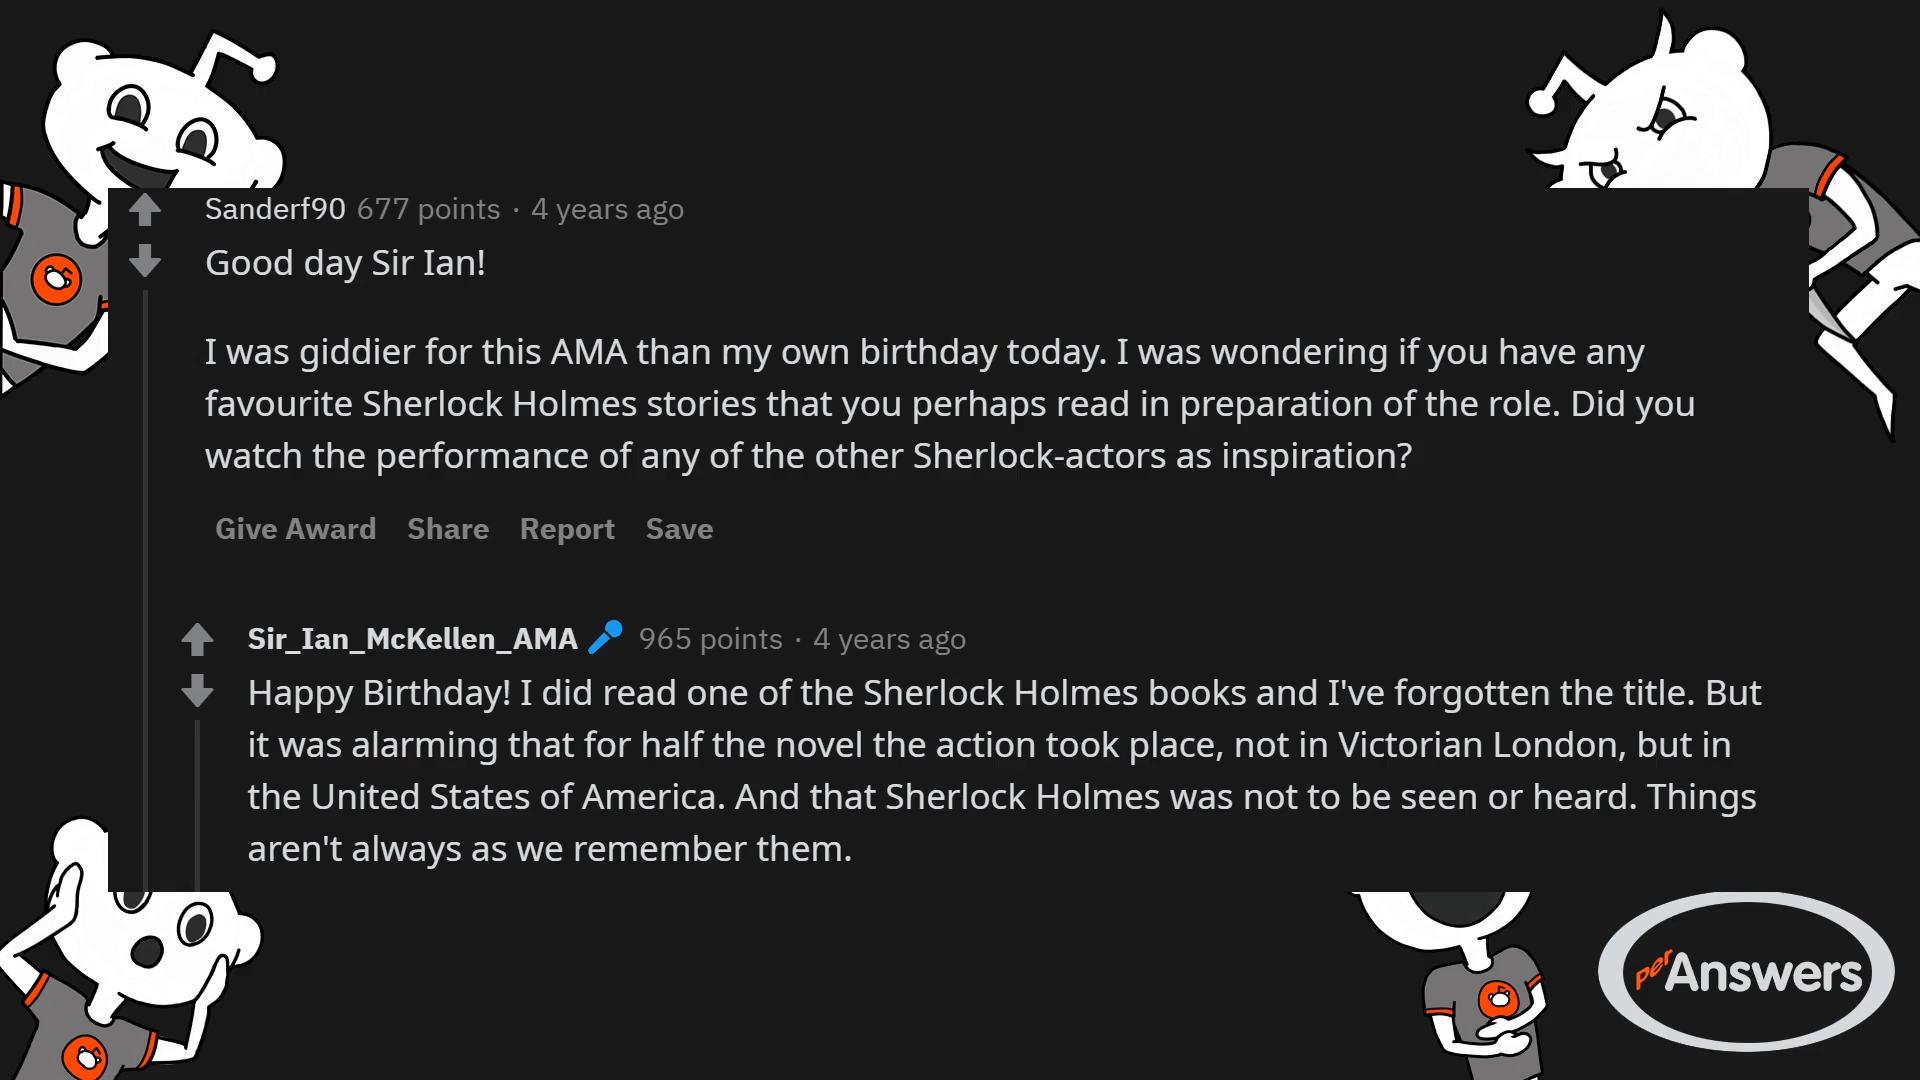 Sanderf90 677 points · 4 years ago
Good day Sir Ian!
I was giddier for this AMA than my own birthday today. I was wondering if you have any
favourite Sherlock Holmes stories that you perhaps read in preparation of the role. Did you
watch the performance of any of the other Sherlock-actors as inspiration?
Give Award Share Report Save
Sir_Ian_McKellen_AMA 965 points · 4 years ago
Happy Birthday! I did read one of the Sherlock Holmes books and I've forgotten the title. But
it was alarming that for half the novel the action took place, not in Victorian London, but in
the United States of America. And that Sherlock Holmes was not to be seen or heard. Things
aren't always as we remember them.
perAnswers